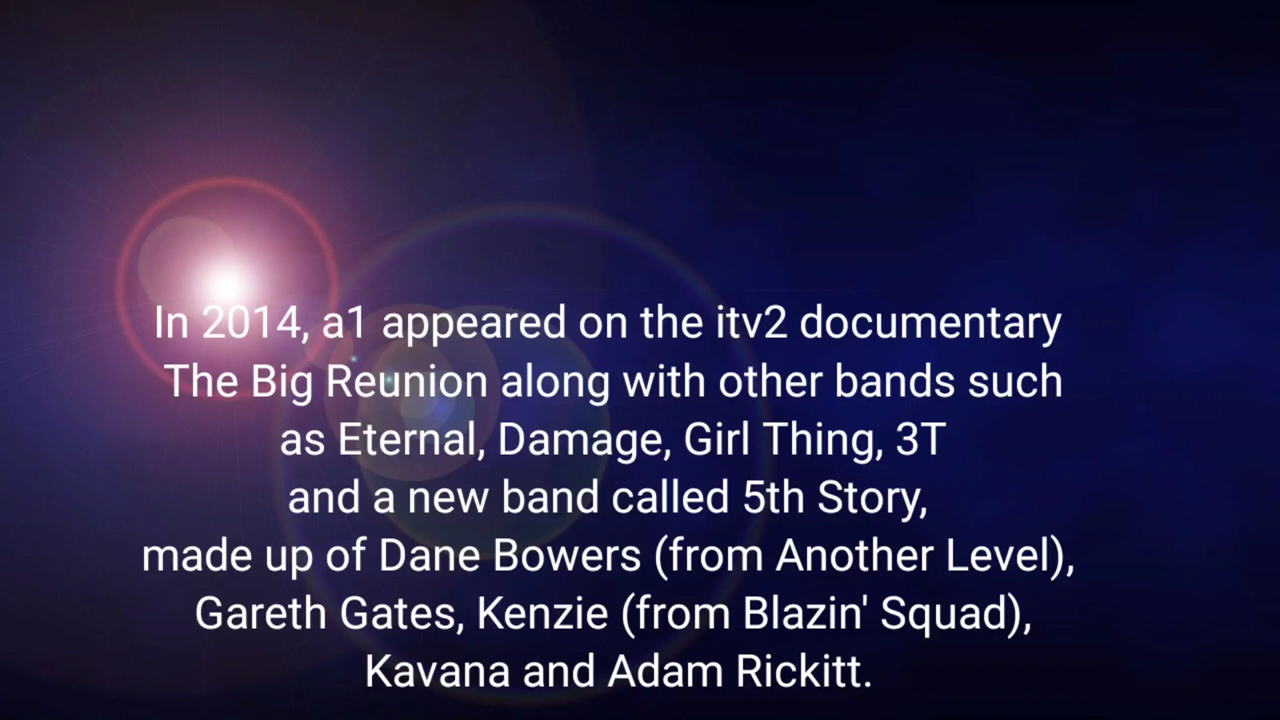 In 2014, a1 appeared on the itv2 documentary
The Big Reunion along with other bands such
as Eternal, Damage, Girl Thing, 3T
and a new band called 5th Story,
made up of Dane Bowers (from Another Level),
Gareth Gates, Kenzie (from Blazin' Squad),
Kavana and Adam Rickitt.